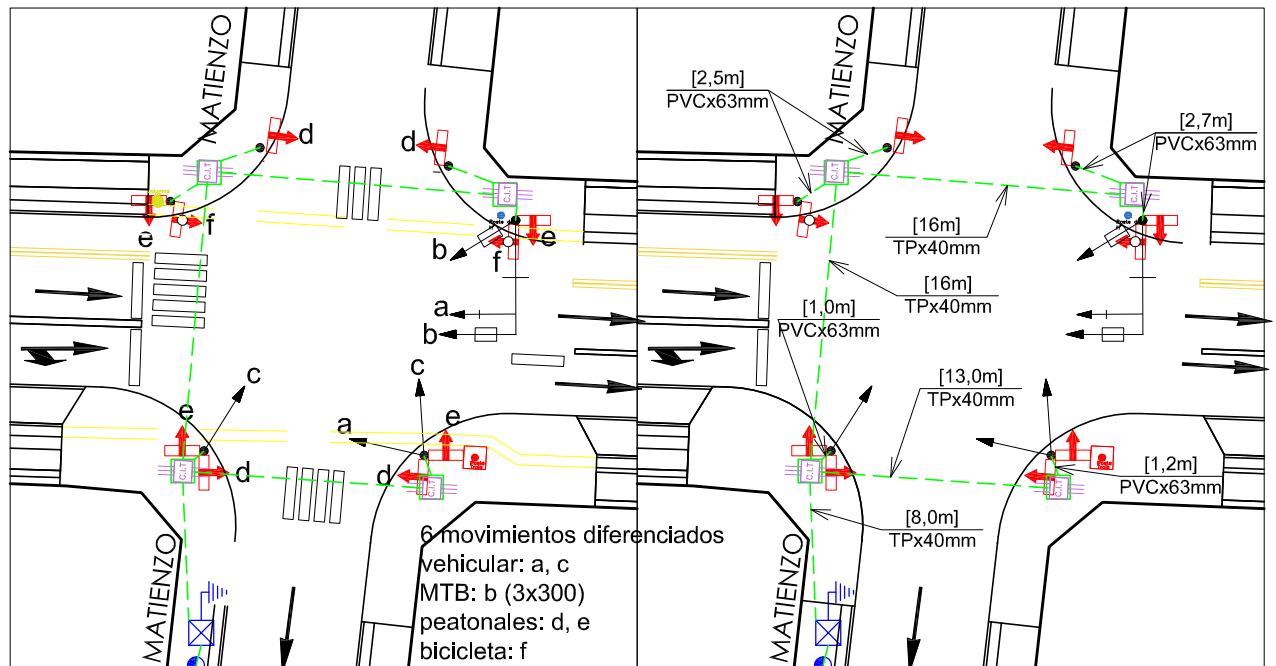 MATIENZO
d
d
C.I.T
C.I.T
f
e
b
f
e
a
b
c
c
e
a
e
C.I.T
d
d
C.I.T
6 movimientos diferenciados
vehicular: a, c
MTB: b (3x300)
peatonales: d, e
bicicleta: f
MATIENZO
MATIENZO
[2,5m]
PVCx63mm
[2,7m]
PVCx63mm
C.I.T
C.I.T
[16m]
TPx40mm
[16m]
TPx40mm
[1,0m]
PVCx63mm
[13,0m]
TPx40mm
C.I.T
C.I.T
[1,2m]
PVCx63mm
[8,0m]
TPx40mm
MATIENZO